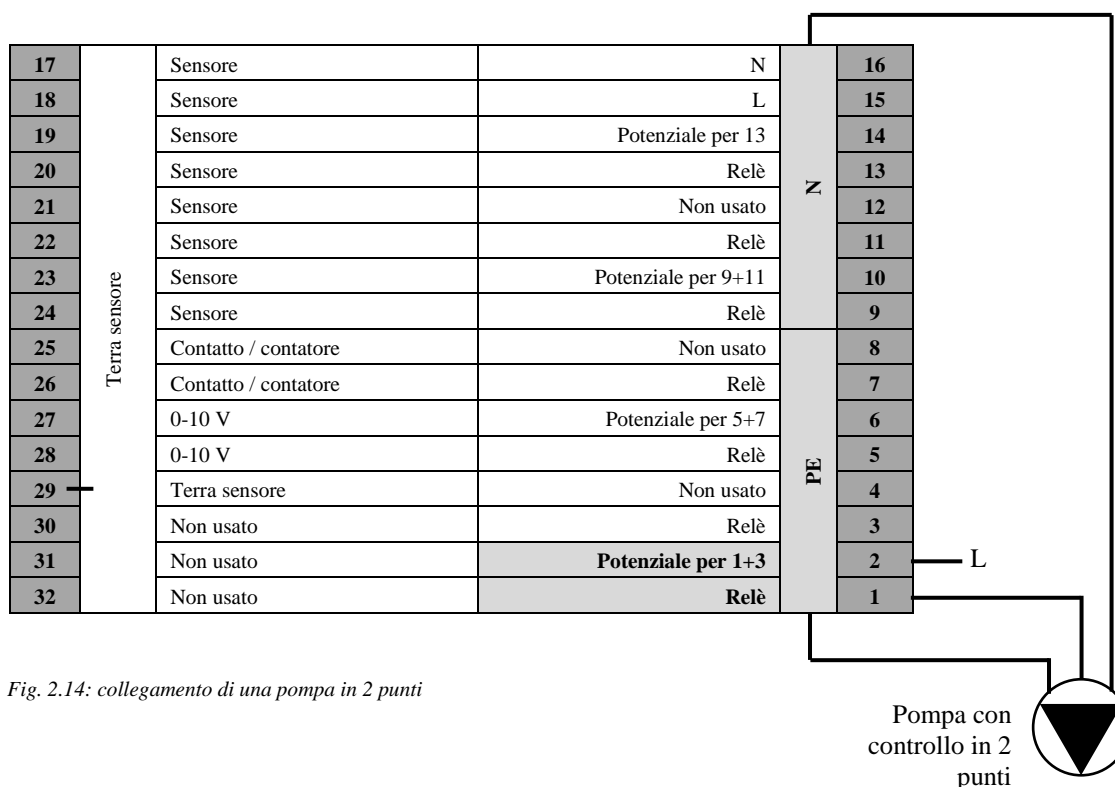 17 Sensore N 16
18 Sensore L 15
19 Sensore Potenziale per 13 14
20 Sensore Relè 13
21 Sensore Non usato 12
22 Sensore Relè 11
23 Sensore Potenziale per 9+11 10
24 Sensore Relè 9
25 Contatto / contatore Non usato 8
26 Contatto / contatore Relè 7
27 0-10 V Potenziale per 5+7 6
28 0-10 V Relè 5
29 Terra sensore Non usato 4
30 Non usato Relè 3
31 Non usato Potenziale per 1+3 2 L
32 Non usato Relè 1
Terra sensore
N
PE
Fig. 2.14: collegamento di una pompa in 2 punti
Pompa con
controllo in 2
punti